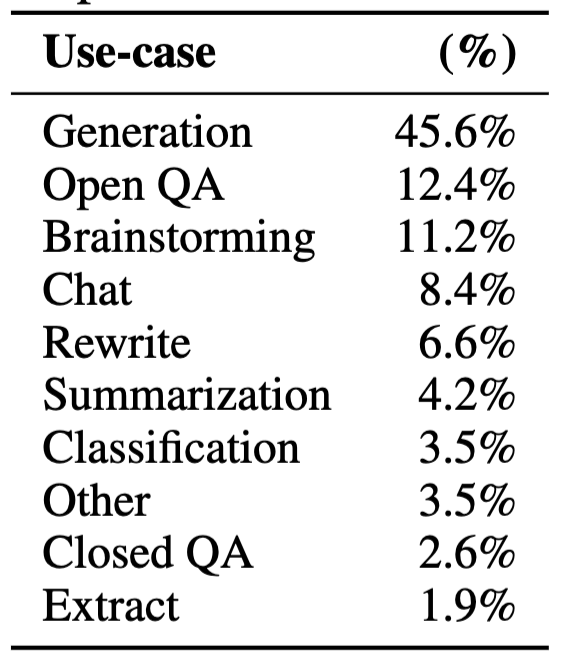 Use-case (%)
Generation 45.6%
Open QA 12.4%
Brainstorming 11.2%
Chat 8.4%
Rewrite 6.6%
Summarization 4.2%
Classification 3.5%
Other 3.5%
Closed QA 2.6%
Extract 1.9%